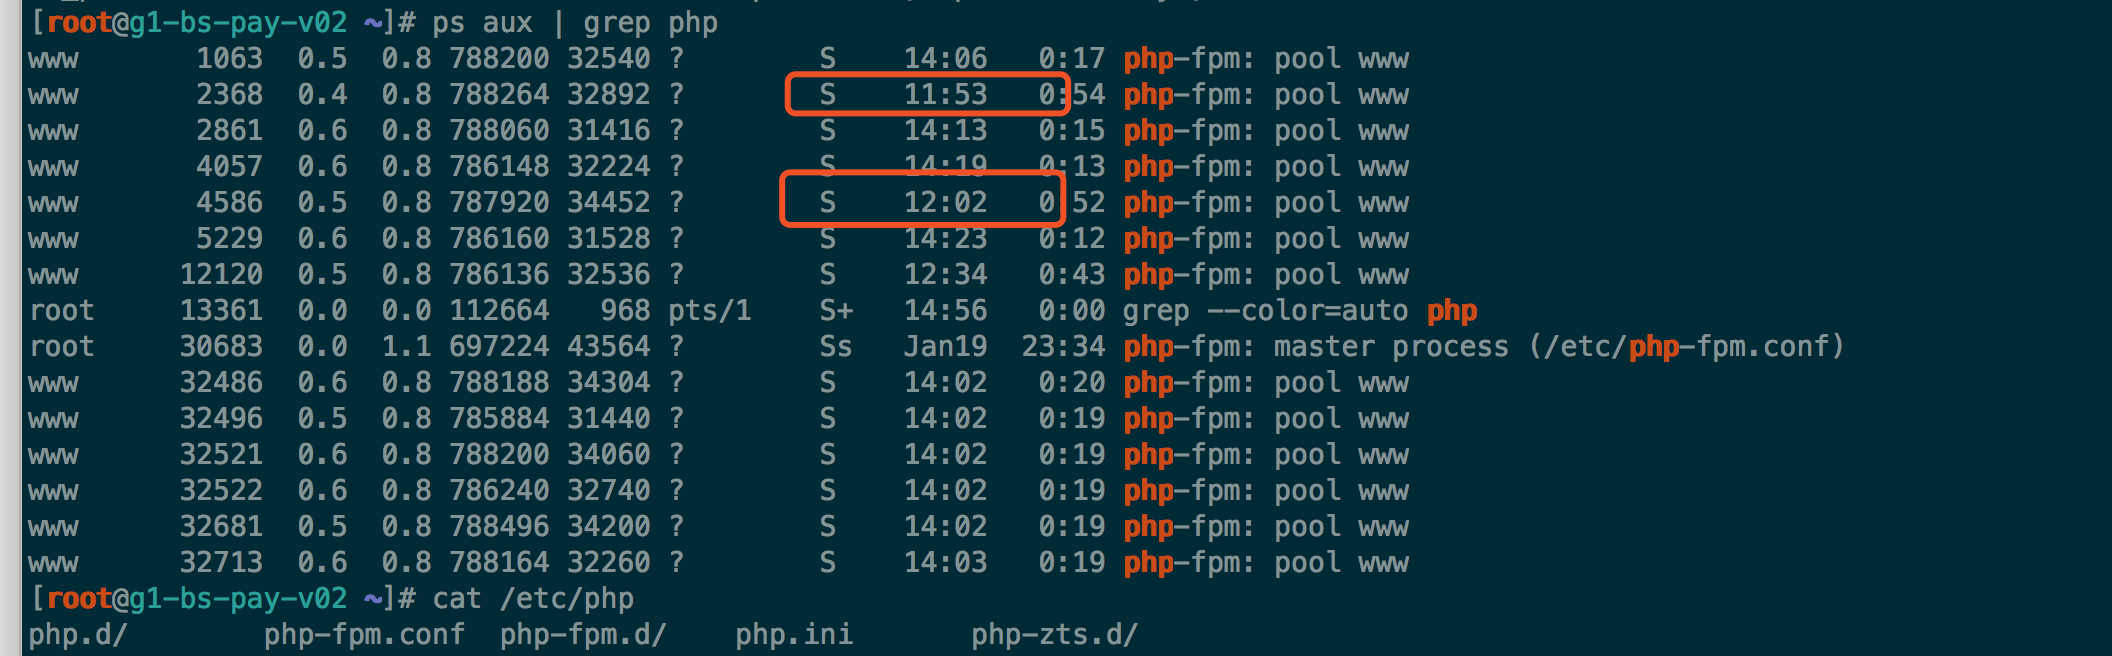 [root@g1-bs-pay-v02 ~]# ps aux | grep php
www 1063 0.5 0.8 788200 32540 ? S 14:06 0:17 php-fpm: pool www
www 2368 0.4 0.8 788264 32892 ? S 11:53 0:54 php-fpm: pool www
www 2861 0.6 0.8 788060 31416 ? S 14:13 0:15 php-fpm: pool www
www 4057 0.6 0.8 786148 32224 ? S 14:19 0:13 php-fpm: pool www
www 4586 0.5 0.8 787920 34452 ? S 12:02 0:52 php-fpm: pool www
www 5229 0.6 0.8 786160 31528 ? S 14:23 0:12 php-fpm: pool www
www 12120 0.5 0.8 786136 32536 ? S 12:34 0:43 php-fpm: pool www
root 13361 0.0 0.0 112664 968 pts/1 S+ 14:56 0:00 grep --color=auto php
root 30683 0.0 1.1 697224 43564 ? Ss Jan19 23:34 php-fpm: master process (/etc/php-fpm.conf)
www 32486 0.6 0.8 788188 34304 ? S 14:02 0:20 php-fpm: pool www
www 32496 0.5 0.8 785884 31440 ? S 14:02 0:19 php-fpm: pool www
www 32521 0.6 0.8 788200 34060 ? S 14:02 0:19 php-fpm: pool www
www 32522 0.6 0.8 786240 32740 ? S 14:02 0:19 php-fpm: pool www
www 32681 0.5 0.8 788496 34200 ? S 14:02 0:19 php-fpm: pool www
www 32713 0.6 0.8 788164 32260 ? S 14:03 0:19 php-fpm: pool www
[root@g1-bs-pay-v02 ~]# cat /etc/php
php.d/ php-fpm.conf php-fpm.d/ php.ini php-zts.d/